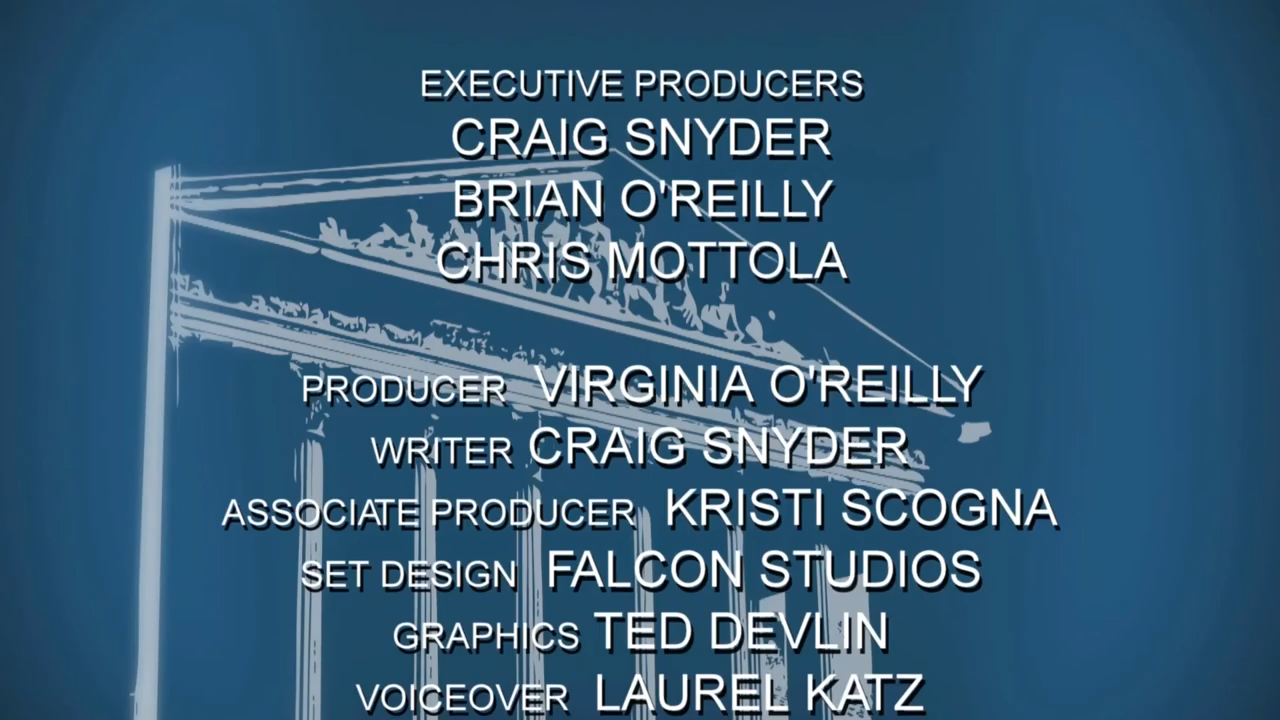 EXECUTIVE PRODUCERS
CRAIG SNYDER
BRIAN O'REILLY
CHRIS MOTTOLA
PRODUCER VIRGINIA O'REILLY
WRITER CRAIG SNYDER
ASSOCIATE PRODUCER KRISTI SCOGNA
SET DESIGN FALCON STUDIOS
GRAPHICS TED DEVLIN
VOICEOVER LAUREL KATZ